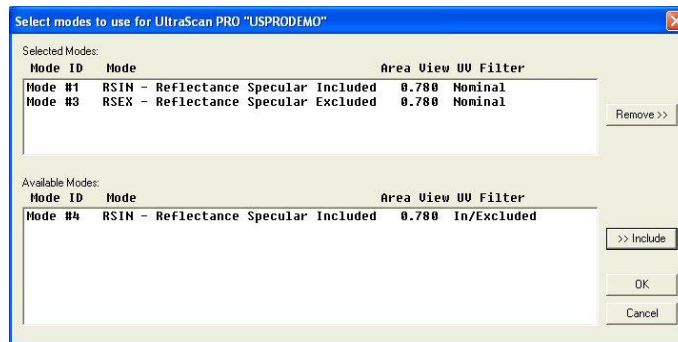 Select modes to use for UltraScan PRO "USPRODEMO"
Selected Modes:
Mode ID Mode Area View UV Filter
Mode #1 RSIN - Reflectance Specular Included 0.780 Nominal
Mode #3 RSEX - Reflectance Specular Excluded 0.780 Nominal
Remove >>
Available Modes:
Mode ID Mode Area View UV Filter
Mode #4 RSIN - Reflectance Specular Included 0.780 In/Excluded
>> Include
OK
Cancel